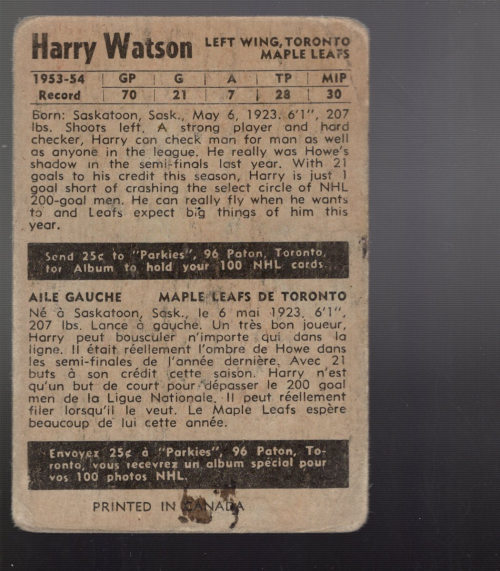 Harry Watson LEFT WING, TORONTO
MAPLE LEAFS
1953-54 GP G A TP MIP
Record 70 21 7 28 30
Born: Saskatoon, Sask., May 6, 1923. 6'1", 207
lbs. Shoots left. A strong player and hard
checker, Harry can check man for man as well
as anyone in the league. He really was Howe's
shadow in the semi-finals last year. With 21
goals to his credit this season, Harry is just 1
goal short of crashing the select circle of NHL
200-goal men. He can really fly when he wants
to and Leafs expect big things of him this
year.
Send 25¢ to "Parkies", 96 Paton, Toronto,
for Album to hold your 100 NHL cards.
AILE GAUCHE MAPLE LEAFS DE TORONTO
Né à Saskatoon, Sask., le 6 mai 1923. 6'1",
207 lbs. Lance à gauche. Un très bon joueur,
Harry peut bousculer n'importe qui dans la
ligne. Il était réellement l'ombre de Howe dans
les semi-finales de l'année dernière. Avec 21
buts à son crédit cette saison. Harry n'est
qu'un but de court pour dépasser le 200 goal
men de la Ligue Nationale. Il peut réellement
filer lorsqu'il le veut. Le Maple Leafs espère
beaucoup de lui cette année.
Envoyez 25¢ à "Parkies", 96 Paton, To-
ronto, vous recevrez un album spécial pour
vos 100 photos NHL.
PRINTED IN CANADA